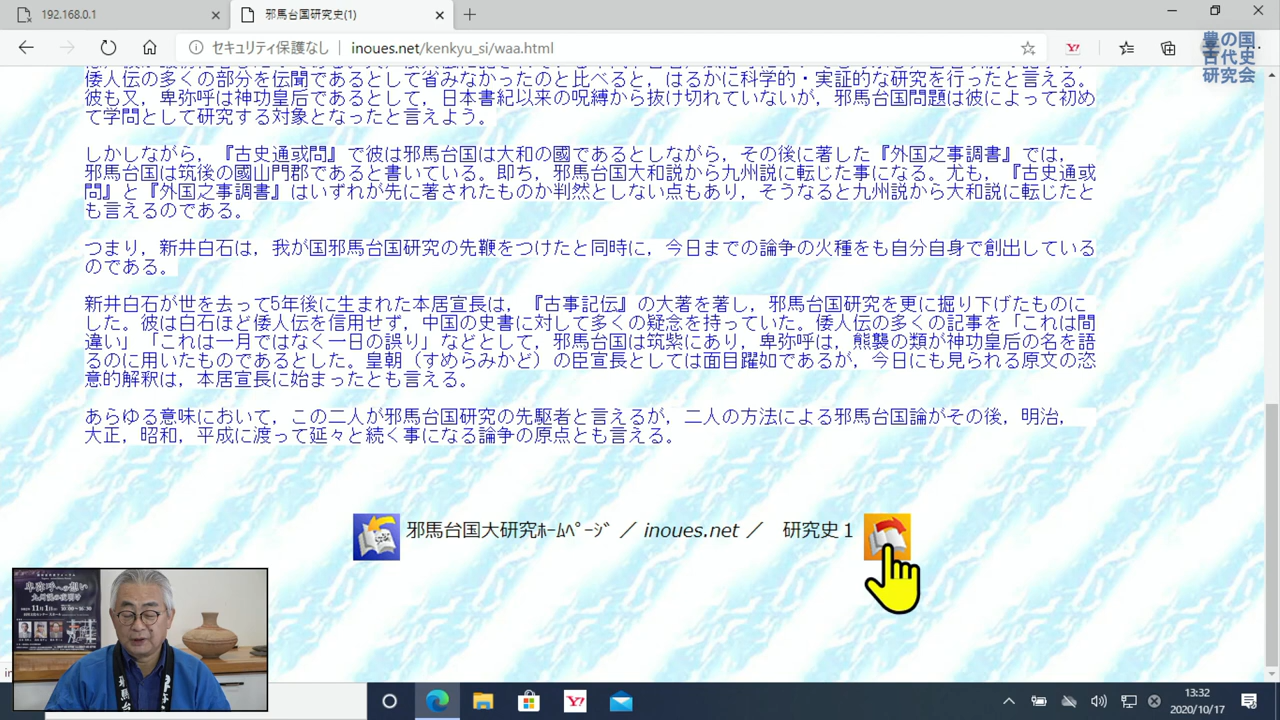 192.168.0.1
邪馬台国研究史(1)
セキュリティ保護なし
inoues.net/kenkyu_si/waa.html
豊の国
古代史
研究会
倭人伝の多くの部分を伝聞であるとして省みなかったのと比べると，はるかに科学的・実証的な研究を行ったと言える。
彼も又，卑弥呼は神功皇后であるとして，日本書紀以来の呪縛から抜け切れていないが，邪馬台国問題は彼によって初め
て学問として研究する対象となったと言えよう。
しかしながら，『古史通或問』で彼は邪馬台国は大和の國であるとしながら，その後に著した『外国之事調書』では，
邪馬台国は筑後の國山門郡であると書いている。即ち，邪馬台国大和説から九州説に転じた事になる。尤も，『古史通或
問』と『外国之事調書』はいずれが先に著されたものか判然としない点もあり，そうなると九州説から大和説に転じたと
も言えるのである。
つまり，新井白石は，我が国邪馬台国研究の先鞭をつけたと同時に，今日までの論争の火種をも自分自身で創出している
のである。
新井白石が世を去って5年後に生まれた本居宣長は，『古事記伝』の大著を著し，邪馬台国研究を更に掘り下げたものに
した。彼は白石ほど倭人伝を信用せず，中国の史書に対して多くの疑念を持っていた。倭人伝の多くの記事を「これは間
違い」「これは一月ではなく一日の誤り」などとして，邪馬台国は筑紫にあり，卑弥呼は，熊襲の類が神功皇后の名を語
るのに用いたものであるとした。皇朝（すめらみかど）の臣宣長としては面目躍如であるが，今日にも見られる原文の恣
意的解釈は，本居宣長に始まったとも言える。
あらゆる意味において，この二人が邪馬台国研究の先駆者と言えるが，二人の方法による邪馬台国論がその後，明治，
大正，昭和，平成に渡って延々と続く事になる論争の原点とも言える。
邪馬台国大研究ﾎｰﾑﾍﾟｰｼﾞ ／ inoues.net ／　研究史１
卑弥呼への想い
11月1日
邪馬台
13:32
2020/10/17